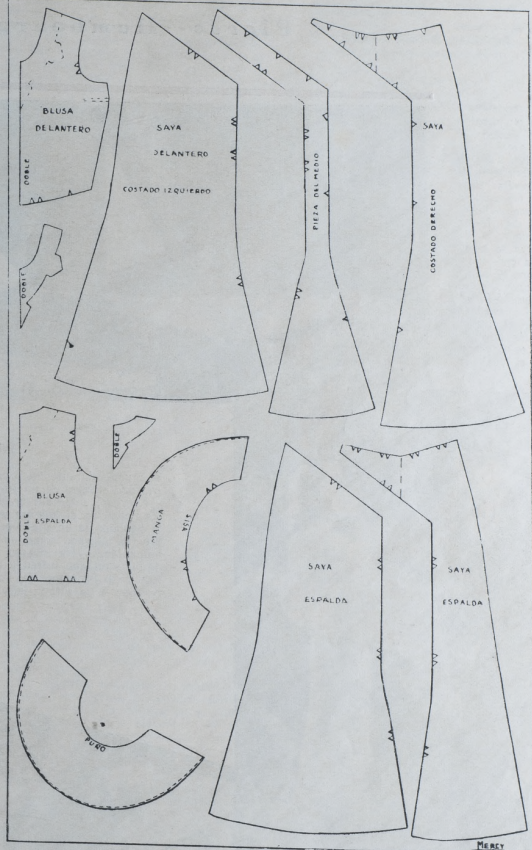 BLUSA
DELANTERO
DOBLE
SAYA
DELANTERO
COSTADO IZQUIERDO
PIEZA DEL MEDIO
SAYA
COSTADO DERECHO
DOBLE
BLUSA
ESPALDA
DOBLE
DOBLE
MANGA
SISA
SAYA
ESPALDA
SAYA
ESPALDA
PUÑO
MERCY